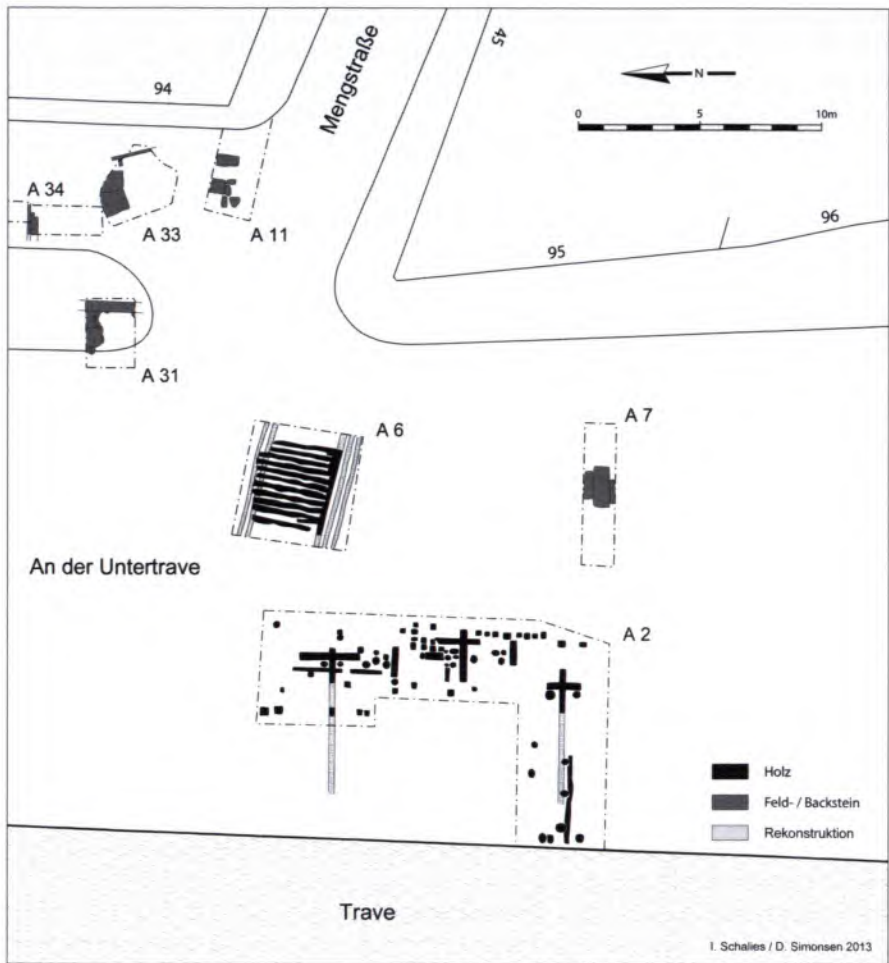 94
Mengstraße
45
N
0 5 10m
A 34
A 33
A 11
95
96
A 31
A 6
A 7
An der Untertrave
A 2
Holz
Feld- / Backstein
Rekonstruktion
Trave
I. Schalies / D. Simonsen 2013